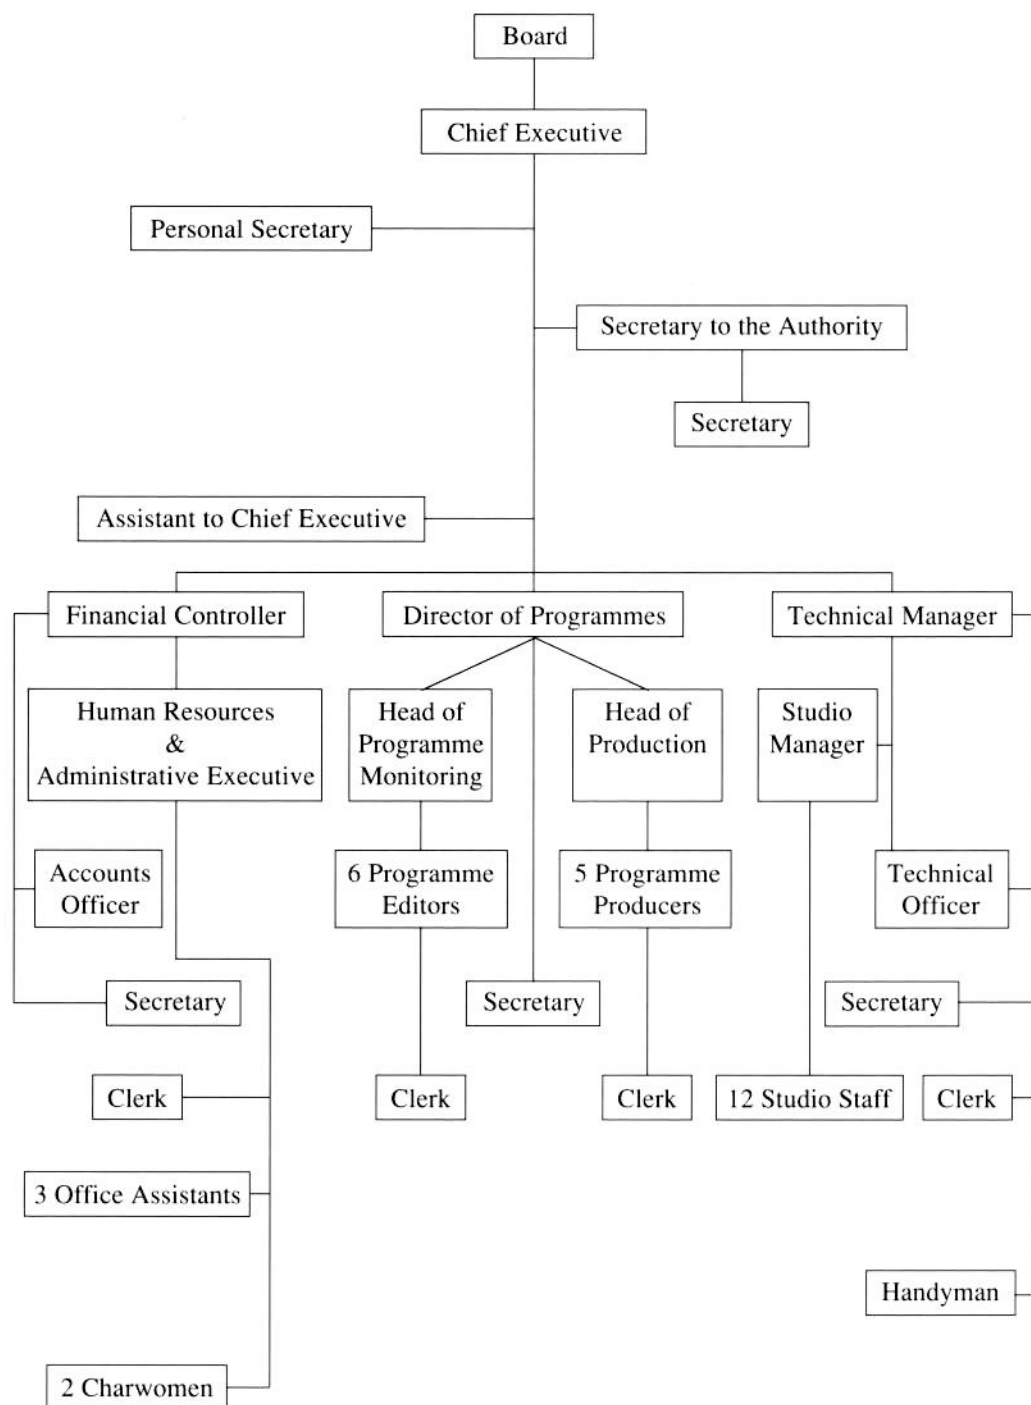 Board
Chief Executive
Personal Secretary
Secretary to the Authority
Secretary
Assistant to Chief Executive
Financial Controller
Director of Programmes
Technical Manager
Human Resources
&
Administrative Executive
Head of
Programme
Monitoring
Head of
Production
Studio
Manager
Accounts
Officer
6 Programme
Editors
5 Programme
Producers
Technical
Officer
Secretary
Secretary
Secretary
Clerk
Clerk
Clerk
12 Studio Staff
Clerk
3 Office Assistants
Handyman
2 Charwomen